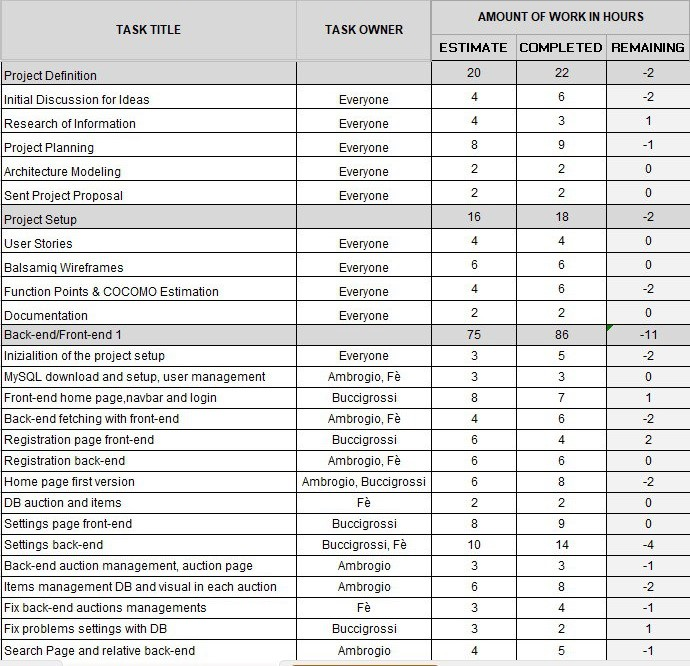 TASK TITLE TASK OWNER AMOUNT OF WORK IN HOURS
ESTIMATE COMPLETED REMAINING
Project Definition 20 22 -2
Initial Discussion for Ideas Everyone 4 6 -2
Research of Information Everyone 4 3 1
Project Planning Everyone 8 9 -1
Architecture Modeling Everyone 2 2 0
Sent Project Proposal Everyone 2 2 0
Project Setup 16 18 -2
User Stories Everyone 4 4 0
Balsamiq Wireframes Everyone 6 6 0
Function Points & COCOMO Estimation Everyone 4 6 -2
Documentation Everyone 2 2 0
Back-end/Front-end 1 75 86 -11
Inizialition of the project setup Everyone 3 5 -2
MySQL download and setup, user management Ambrogio, Fè 3 3 0
Front-end home page,navbar and login Buccigrossi 8 7 1
Back-end fetching with front-end Ambrogio, Fè 4 6 -2
Registration page front-end Buccigrossi 6 4 2
Registration back-end Ambrogio, Fè 6 6 0
Home page first version Ambrogio, Buccigrossi 6 8 -2
DB auction and items Fè 2 2 0
Settings page front-end Buccigrossi 8 9 0
Settings back-end Buccigrossi, Fè 10 14 -4
Back-end auction management, auction page Ambrogio 3 3 -1
Items management DB and visual in each auction Ambrogio 6 8 -2
Fix back-end auctions managements Fè 3 4 -1
Fix problems settings with DB Buccigrossi 3 2 1
Search Page and relative back-end Ambrogio 4 5 -1